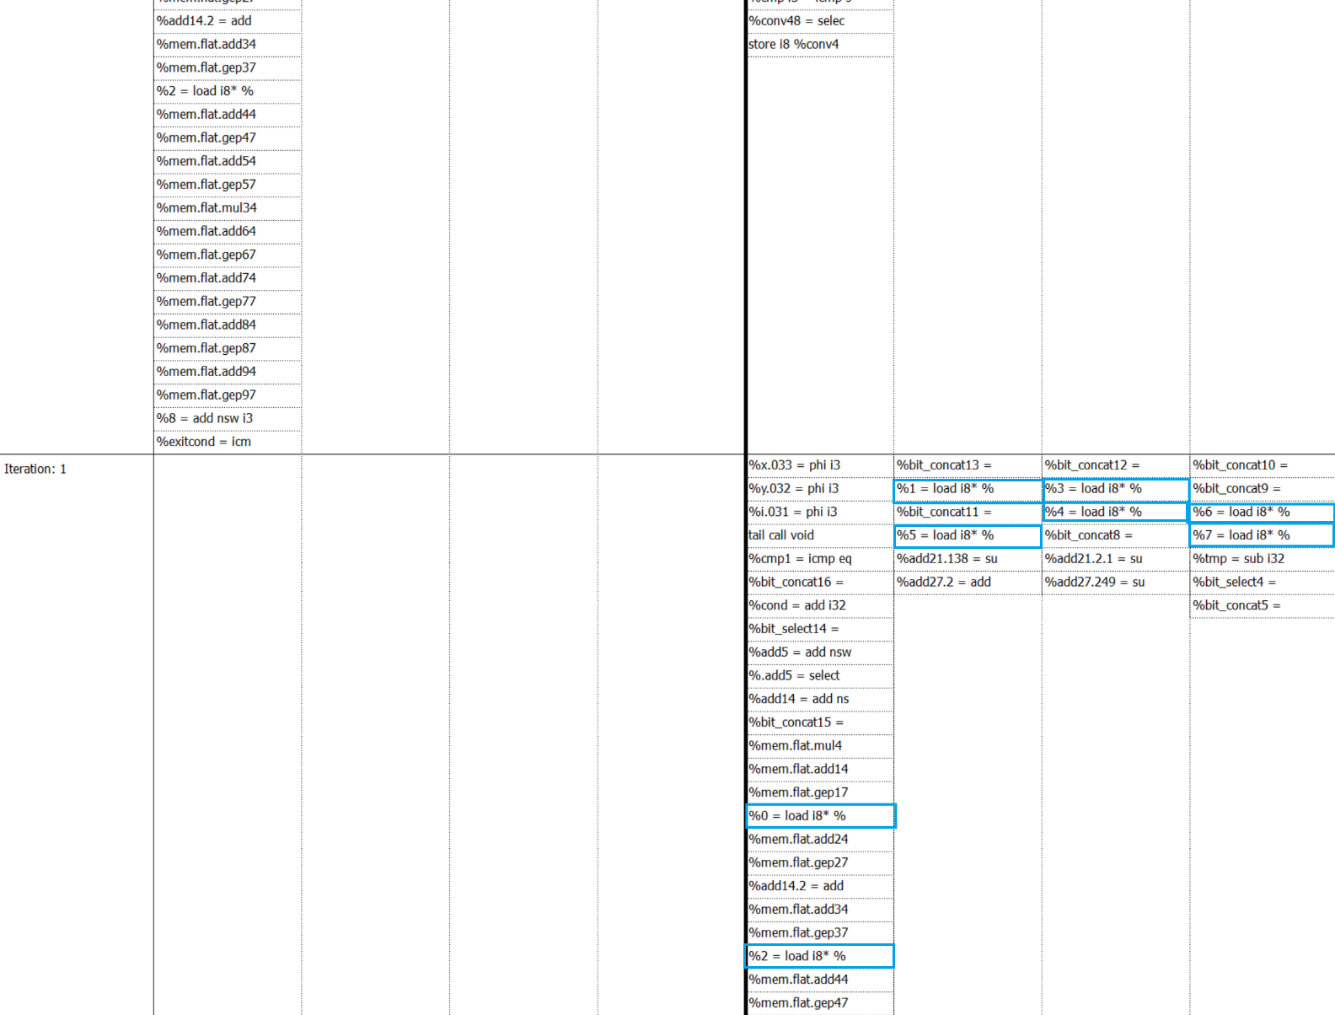 %add14.2 = add
%mem.flat.add34
%mem.flat.gep37
%2 = load i8* %
%mem.flat.add44
%mem.flat.gep47
%mem.flat.add54
%mem.flat.gep57
%mem.flat.mul34
%mem.flat.add64
%mem.flat.gep67
%mem.flat.add74
%mem.flat.gep77
%mem.flat.add84
%mem.flat.gep87
%mem.flat.add94
%mem.flat.gep97
%8 = add nsw i3
%exitcond = icm
%conv48 = selec
store i8 %conv4
Iteration: 1
%x.033 = phi i3
%y.032 = phi i3
%i.031 = phi i3
tail call void
%cmp1 = icmp eq
%bit_concat16 =
%cond = add i32
%bit_select14 =
%add5 = add nsw
%.add5 = select
%add14 = add ns
%bit_concat15 =
%mem.flat.mul4
%mem.flat.add14
%mem.flat.gep17
%0 = load i8* %
%mem.flat.add24
%mem.flat.gep27
%add14.2 = add
%mem.flat.add34
%mem.flat.gep37
%2 = load i8* %
%mem.flat.add44
%mem.flat.gep47
%bit_concat13 =
%1 = load i8* %
%bit_concat11 =
%5 = load i8* %
%add21.138 = su
%add27.2 = add
%bit_concat12 =
%3 = load i8* %
%4 = load i8* %
%bit_concat8 =
%add21.2.1 = su
%add27.249 = su
%bit_concat10 =
%bit_concat9 =
%6 = load i8* %
%7 = load i8* %
%tmp = sub i32
%bit_select4 =
%bit_concat5 =